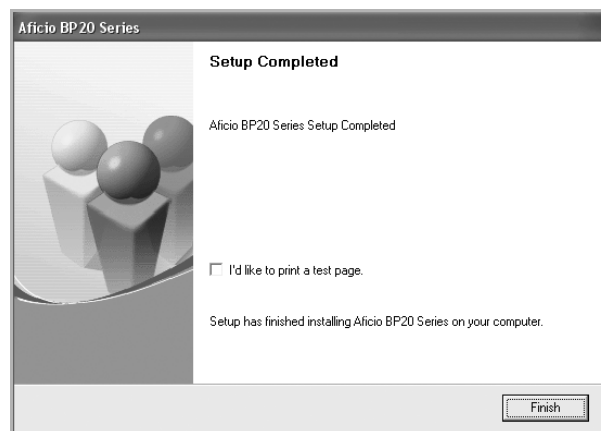 Aficio BP20 Series
Setup Completed
Aficio BP20 Series Setup Completed
I'd like to print a test page.
Setup has finished installing Aficio BP20 Series on your computer.
Finish